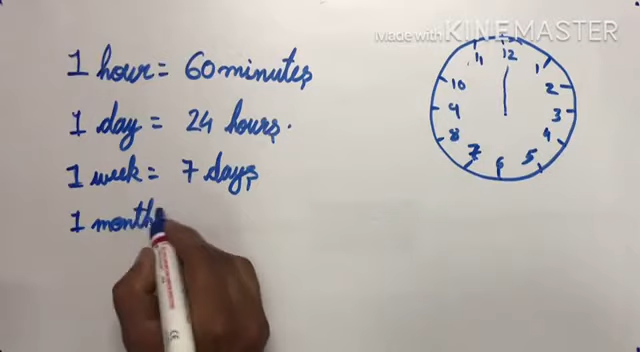 Made with KINEMASTER
1 hour = 60 minutes
1 day = 24 hours.
1 week = 7 days
1 month
12
1
2
3
4
5
6
7
8
9
10
11